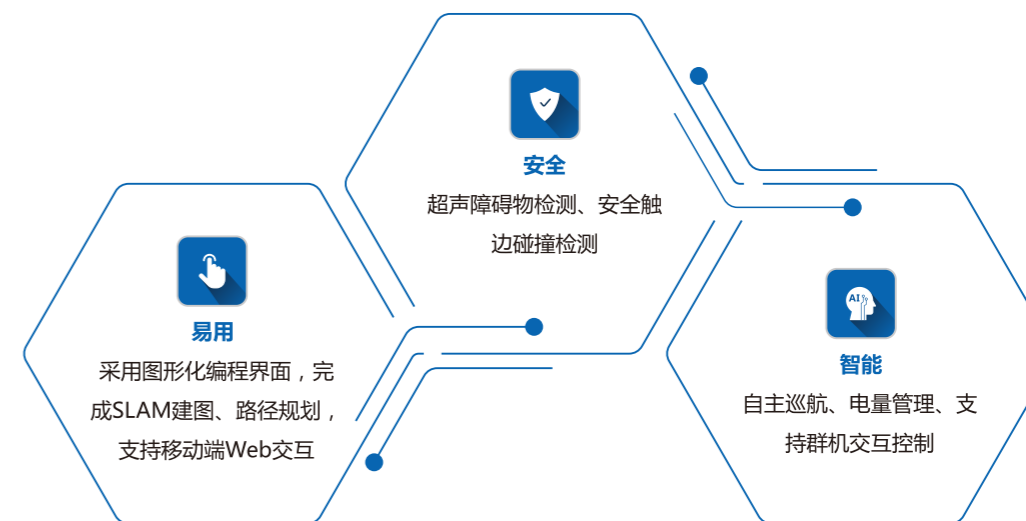 安全
超声障碍物检测、安全触
边碰撞检测
易用
采用图形化编程界面，完
成SLAM建图、路径规划，
支持移动端Web交互
AI
智能
自主巡航、电量管理、支
持群机交互控制